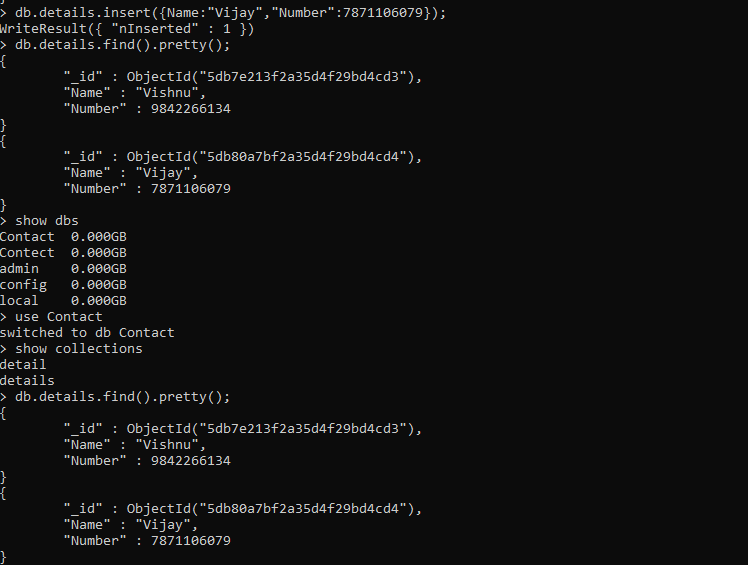 > db.details.insert({Name:"Vijay","Number":7871106079});
WriteResult({ "nInserted" : 1 })
> db.details.find().pretty();
{
        "_id" : ObjectId("5db7e213f2a35d4f29bd4cd3"),
        "Name" : "Vishnu",
        "Number" : 9842266134
}
{
        "_id" : ObjectId("5db80a7bf2a35d4f29bd4cd4"),
        "Name" : "Vijay",
        "Number" : 7871106079
}
> show dbs
Contact  0.000GB
Contect  0.000GB
admin    0.000GB
config   0.000GB
local    0.000GB
> use Contact
switched to db Contact
> show collections
detail
details
> db.details.find().pretty();
{
        "_id" : ObjectId("5db7e213f2a35d4f29bd4cd3"),
        "Name" : "Vishnu",
        "Number" : 9842266134
}
{
        "_id" : ObjectId("5db80a7bf2a35d4f29bd4cd4"),
        "Name" : "Vijay",
        "Number" : 7871106079
}